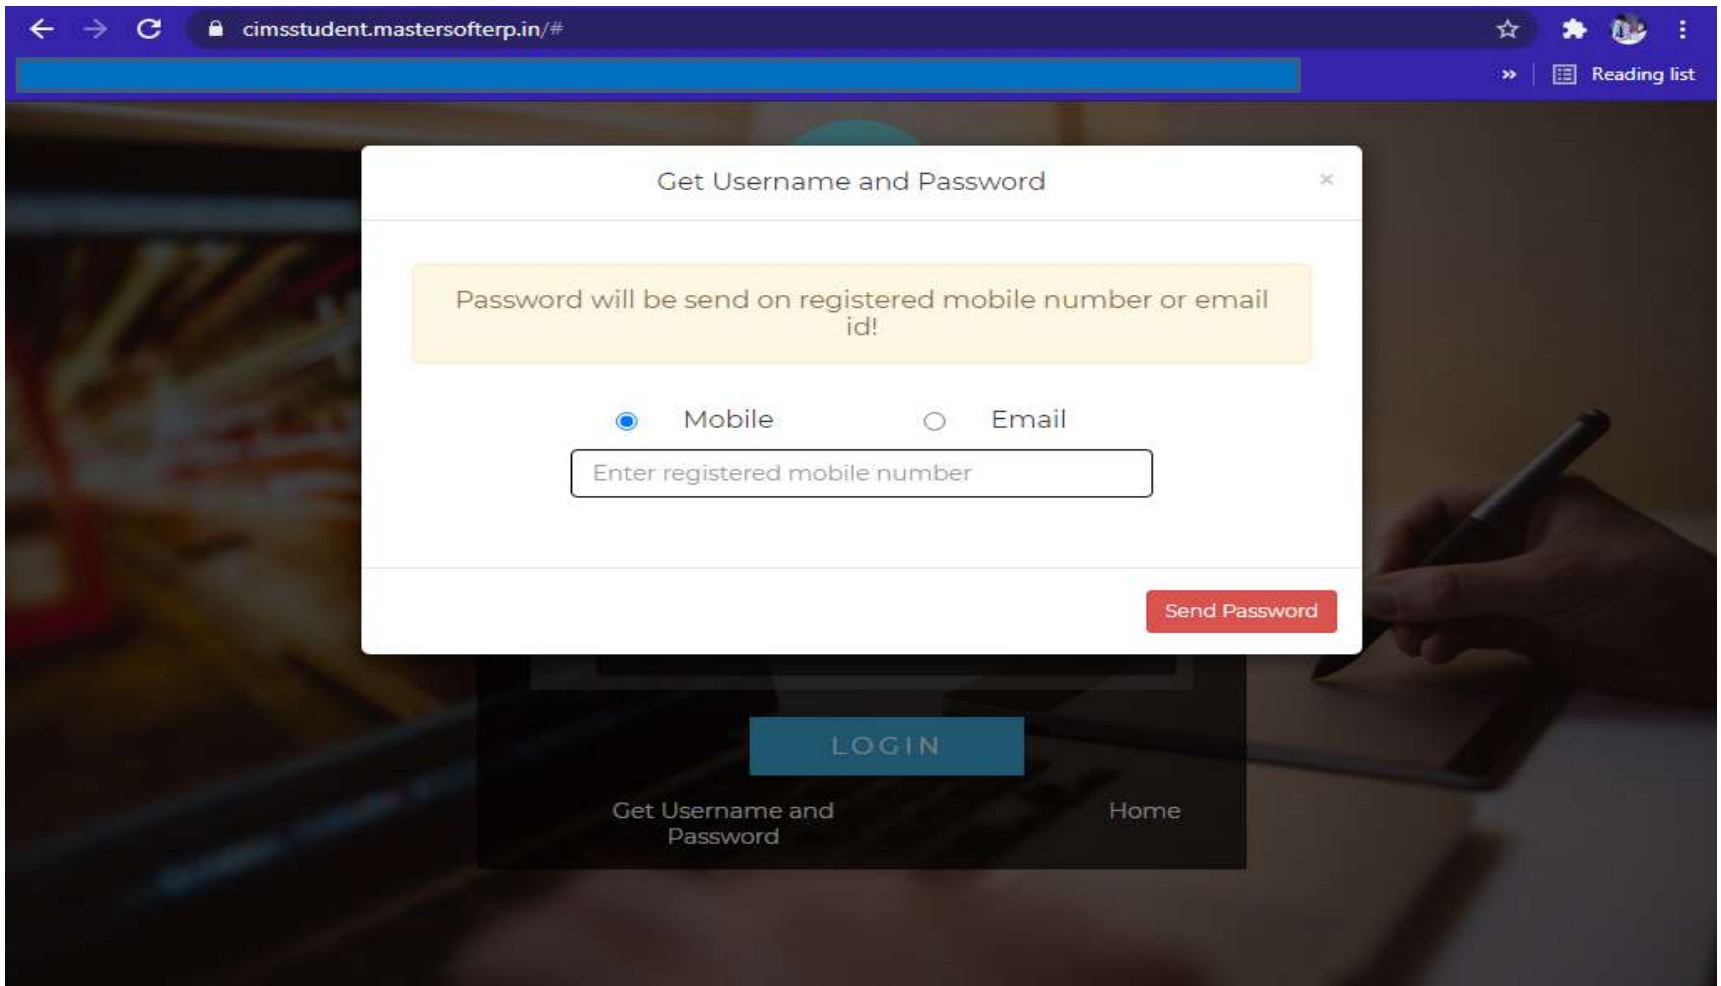 cimsstudent.mastersofterp.in/#
» Reading list
Get Username and Password ×
Password will be send on registered mobile number or email
id!
Mobile Email
Enter registered mobile number
Send Password
LOGIN
Get Username and Home
Password